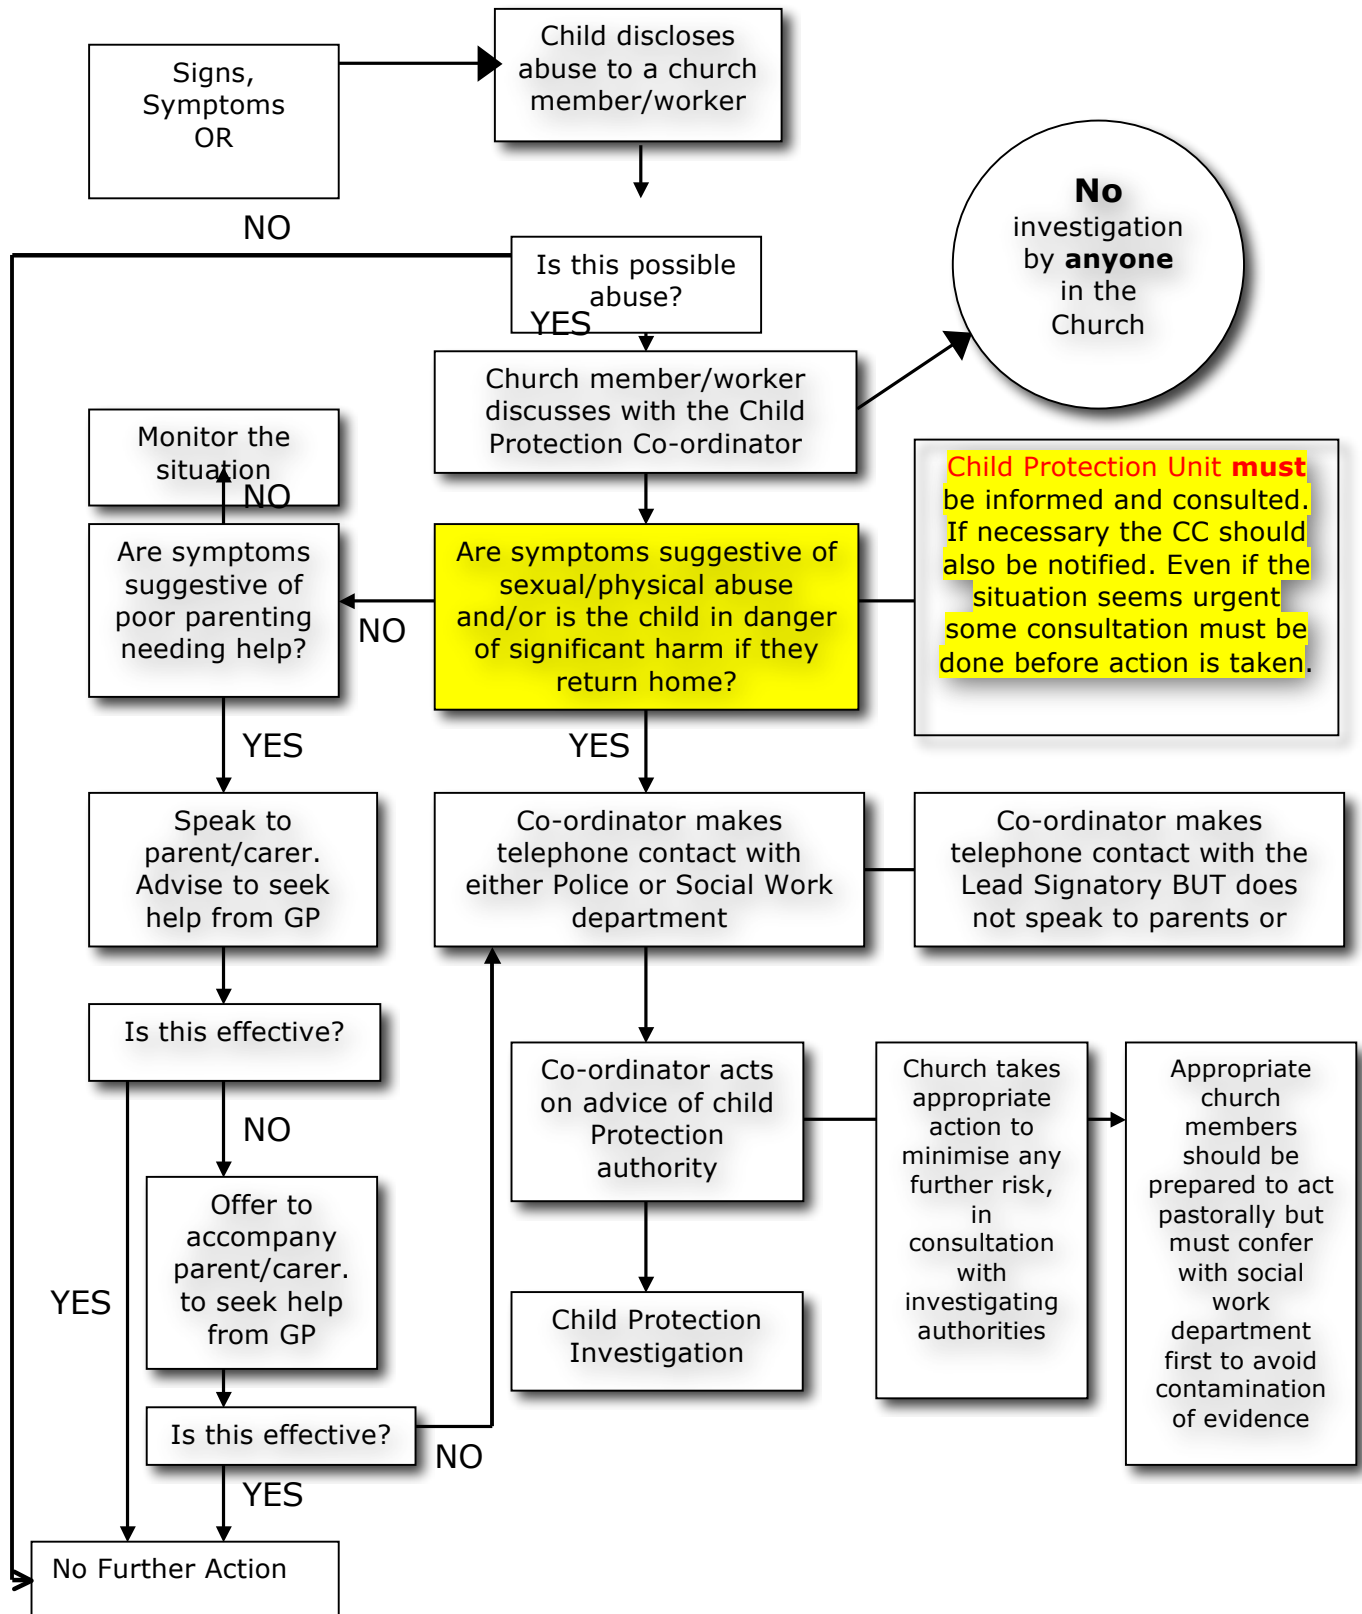 Child discloses
abuse to a church
member/worker
Signs,
Symptoms
OR
No
investigation
by anyone
in the
Church
NO
Is this possible
abuse?
YES
Church member/worker
discusses with the Child
Protection Co-ordinator
Monitor the
situation
NO
Child Protection Unit must
be informed and consulted.
If necessary the CC should
also be notified. Even if the
situation seems urgent
some consultation must be
done before action is taken.
Are symptoms
suggestive of
poor parenting
needing help?
NO
Are symptoms suggestive of
sexual/physical abuse
and/or is the child in danger
of significant harm if they
return home?
YES
YES
Speak to
parent/carer.
Advise to seek
help from GP
Co-ordinator makes
telephone contact with
either Police or Social Work
department
Co-ordinator makes
telephone contact with the
Lead Signatory BUT does
not speak to parents or
Is this effective?
NO
Co-ordinator acts
on advice of child
Protection
authority
Church takes
appropriate
action to
minimise any
further risk,
in
consultation
with
investigating
authorities
Appropriate
church
members
should be
prepared to act
pastorally but
must confer
with social
work
department
first to avoid
contamination
of evidence
Offer to
accompany
parent/carer.
to seek help
from GP
YES
Child Protection
Investigation
Is this effective?
NO
YES
No Further Action